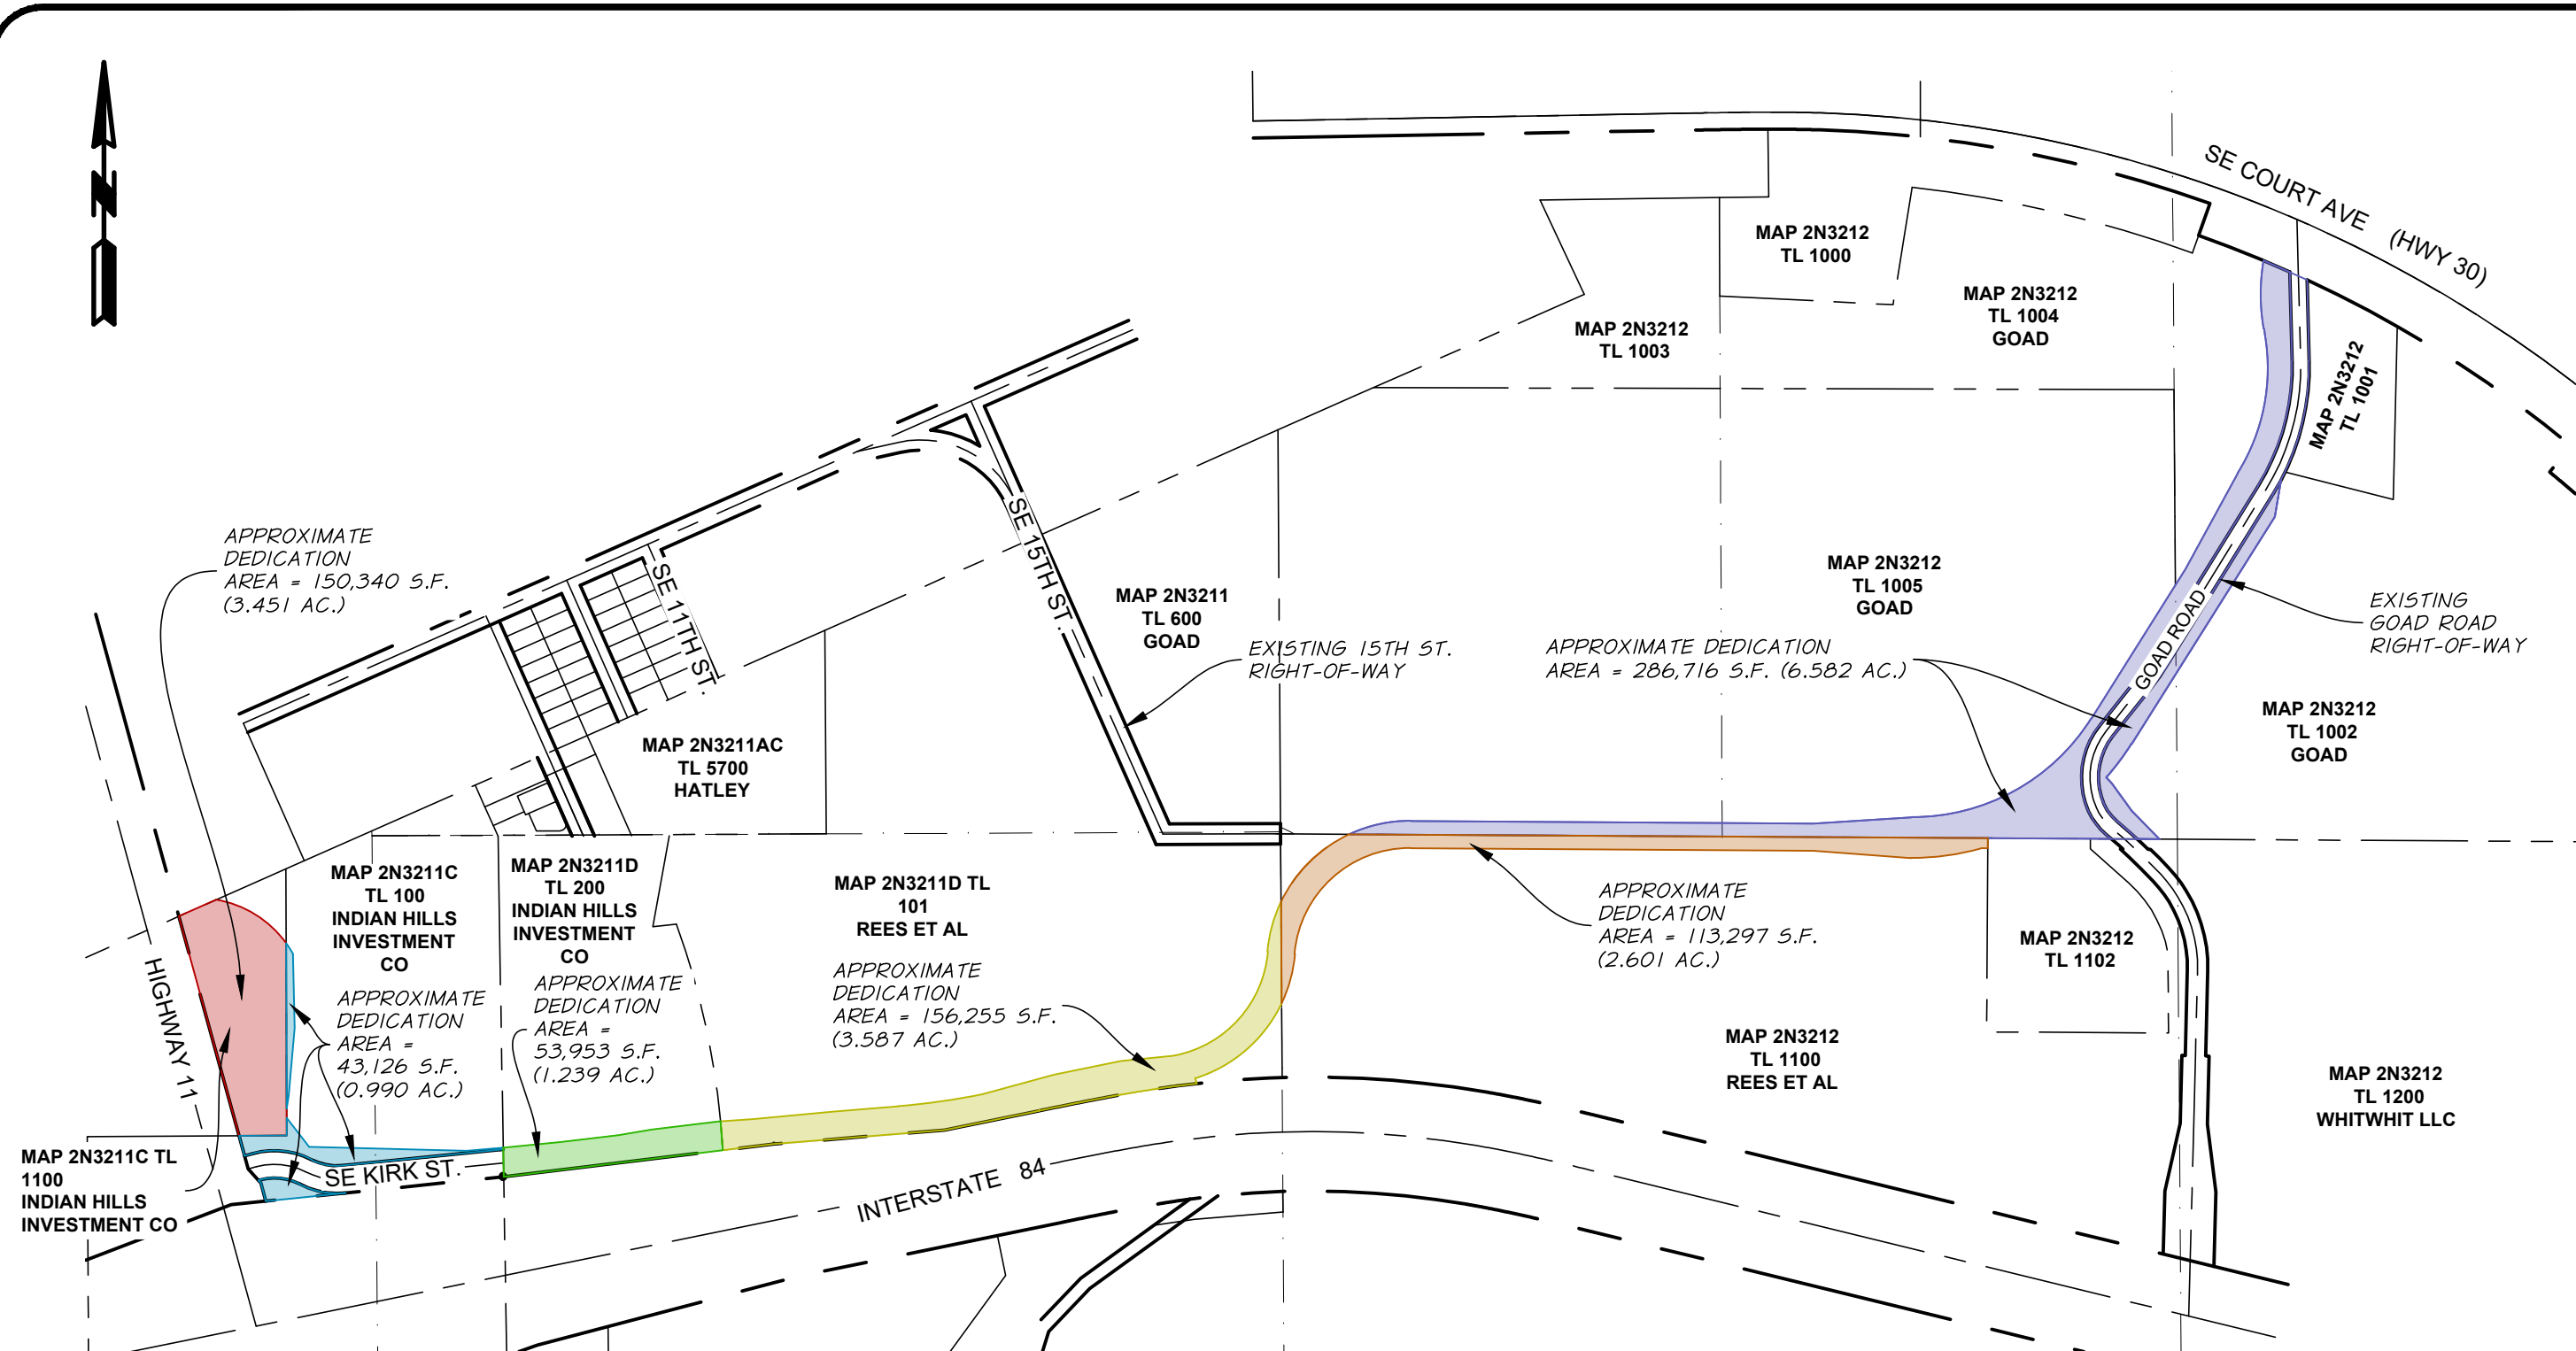 N
SE COURT AVE (HWY 30)
MAP 2N3212
TL 1000
MAP 2N3212
TL 1004
GOAD
MAP 2N3212
TL 1003
MAP 2N3212
TL 1001
APPROXIMATE
DEDICATION
AREA = 150,340 S.F.
(3.451 AC.)
SE 11TH ST.
SE 15TH ST.
MAP 2N3211
TL 600
GOAD
EXISTING 15TH ST.
RIGHT-OF-WAY
MAP 2N3212
TL 1005
GOAD
APPROXIMATE DEDICATION
AREA = 286,716 S.F. (6.582 AC.)
GOAD ROAD
EXISTING
GOAD ROAD
RIGHT-OF-WAY
MAP 2N3212
TL 1002
GOAD
MAP 2N3211AC
TL 5700
HATLEY
MAP 2N3211C
TL 100
INDIAN HILLS
INVESTMENT
CO
MAP 2N3211D
TL 200
INDIAN HILLS
INVESTMENT
CO
MAP 2N3211D TL
101
REES ET AL
APPROXIMATE
DEDICATION
AREA =
43,126 S.F.
(0.990 AC.)
APPROXIMATE
DEDICATION
AREA =
53,953 S.F.
(1.239 AC.)
APPROXIMATE
DEDICATION
AREA = 156,255 S.F.
(3.587 AC.)
APPROXIMATE
DEDICATION
AREA = 113,297 S.F.
(2.601 AC.)
MAP 2N3212
TL 1102
MAP 2N3212
TL 1100
REES ET AL
MAP 2N3212
TL 1200
WHITWHIT LLC
HIGHWAY 11
MAP 2N3211C TL
1100
INDIAN HILLS
INVESTMENT CO
SE KIRK ST.
INTERSTATE 84